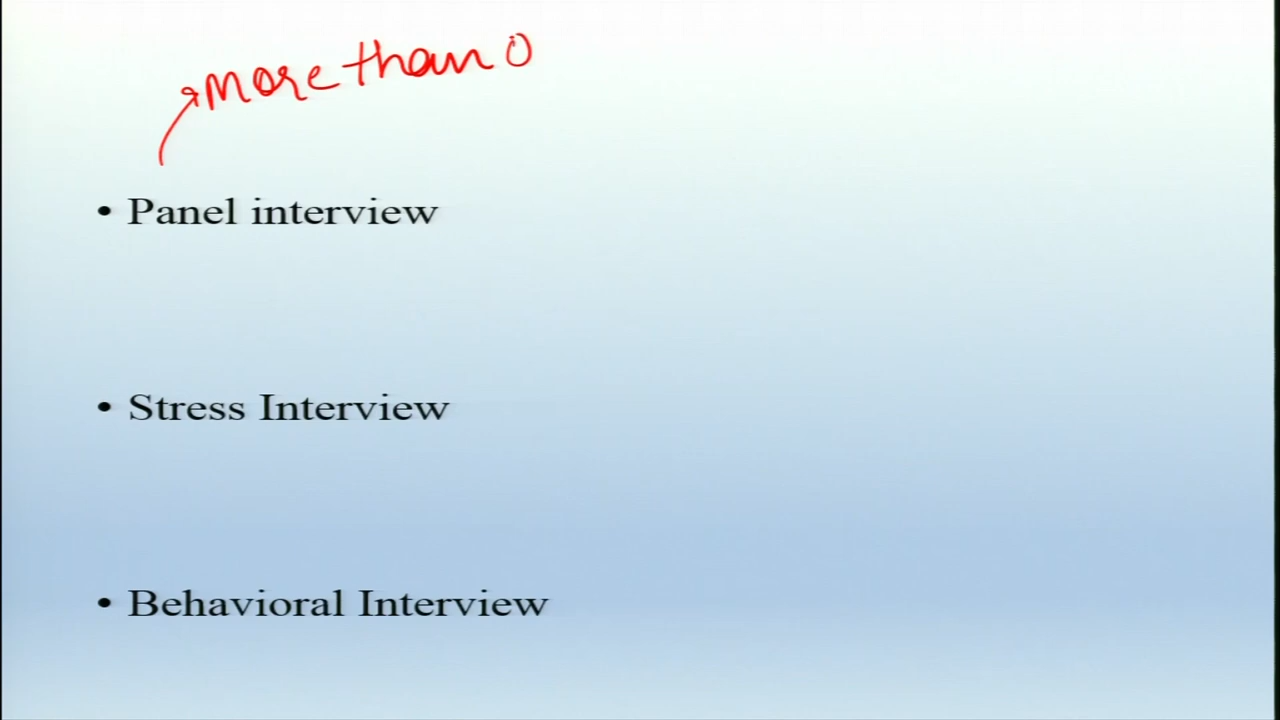 more than o
• Panel interview
• Stress Interview
• Behavioral Interview